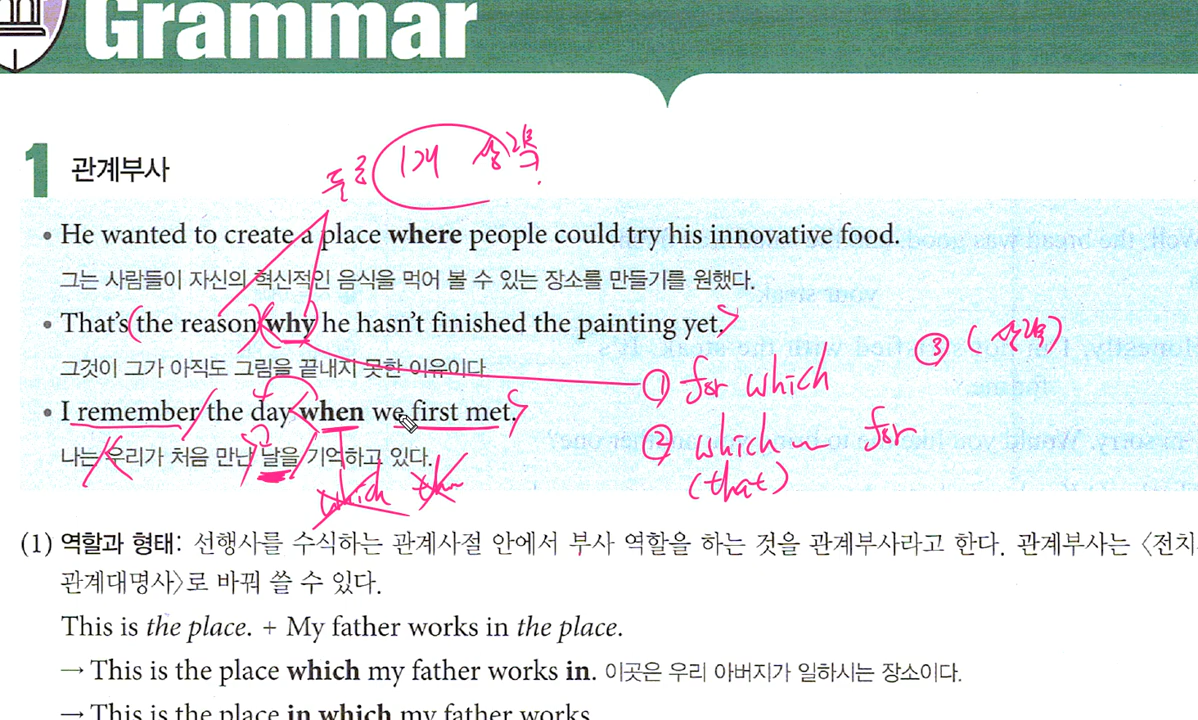 Grammar
1 관계부사
둘 중 1개 생략.
• He wanted to create a place where people could try his innovative food.
그는 사람들이 자신의 혁신적인 음식을 먹어 볼 수 있는 장소를 만들기를 원했다.
• That's the reason why he hasn't finished the painting yet.
③ (생략)
그것이 그가 아직도 그림을 끝내지 못한 이유이다.
① for which
• I remember the day when we first met.
② which ~ for
나는 우리가 처음 만난 날을 기억하고 있다.
(that)
which
(1) 역할과 형태: 선행사를 수식하는 관계사절 안에서 부사 역할을 하는 것을 관계부사라고 한다. 관계부사는 〈전치
관계대명사〉로 바꿔 쓸 수 있다.
This is the place. + My father works in the place.
→ This is the place which my father works in. 이곳은 우리 아버지가 일하시는 장소이다.
→ This is the place in which my father works.